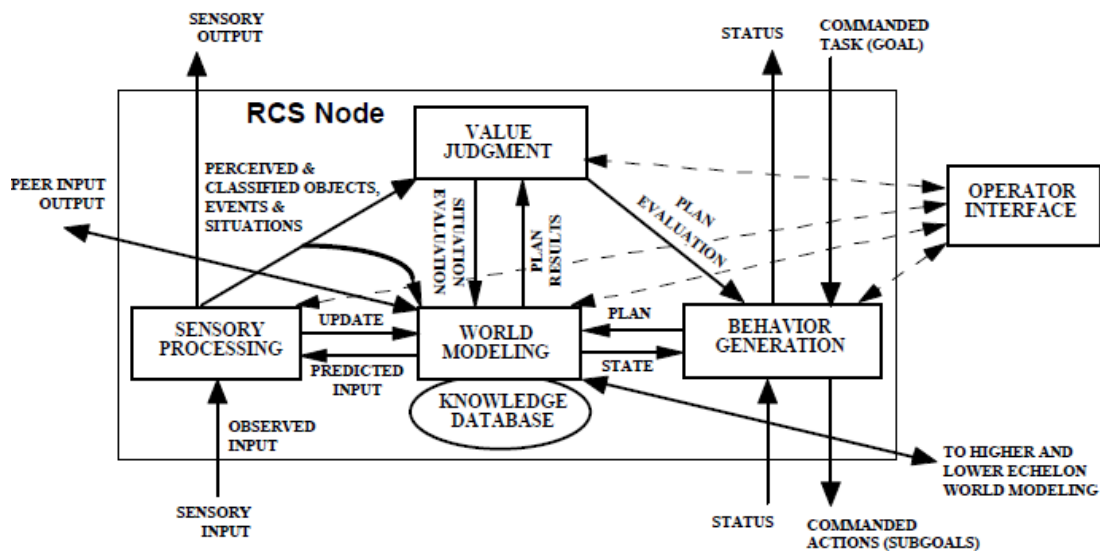 SENSORY
OUTPUT
STATUS
COMMANDED
TASK (GOAL)
RCS Node
VALUE
JUDGMENT
PERCEIVED &
CLASSIFIED OBJECTS,
EVENTS &
SITUATIONS
PEER INPUT
OUTPUT
SITUATION
EVALUATION
PLAN
RESULTS
PLAN
EVALUATION
OPERATOR
INTERFACE
SENSORY
PROCESSING
UPDATE
PREDICTED
INPUT
WORLD
MODELING
PLAN
STATE
BEHAVIOR
GENERATION
KNOWLEDGE
DATABASE
OBSERVED
INPUT
TO HIGHER AND
LOWER ECHELON
WORLD MODELING
SENSORY
INPUT
STATUS
COMMANDED
ACTIONS (SUBGOALS)